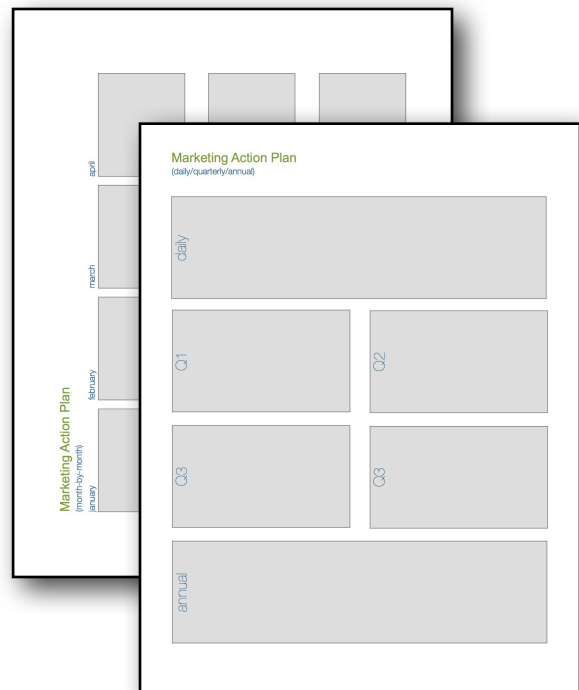 Marketing Action Plan
(month-by-month)
january
february
march
april
Marketing Action Plan
(daily/quarterly/annual)
daily
Q1
Q2
Q3
Q3
annual